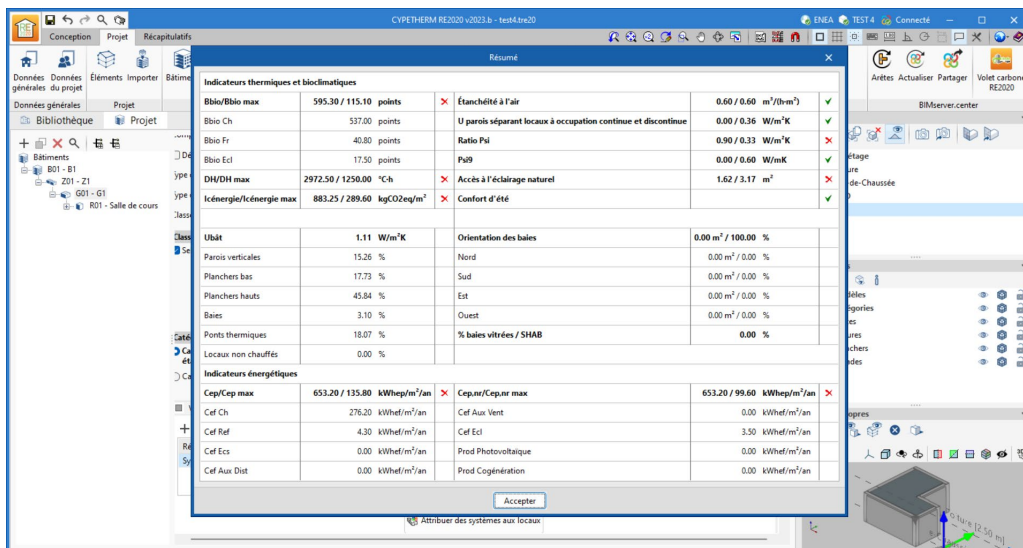 CYPETHERM RE2020 v2023.b - test4.tre20
ENEA TEST4 Connecté
Conception Projet Récapitulatifs
Données générales
Données du projet
Éléments
Importer
Arêtes
Actualiser
Partager
Volet carbone RE2020
Données générales
Projet
BIMserver.center
Bibliothèque
Projet
Bâtiments
B01 - B1
Z01 - Z1
G01 - G1
R01 - Salle de cours
Résumé
Indicateurs thermiques et bioclimatiques
Bbio/Bbio max 595.30 / 115.10 points Étanchéité à l'air 0.60 / 0.60 m³/(h·m²)
Bbio Ch 537.00 points U parois séparant locaux à occupation continue et discontinue 0.00 / 0.36 W/m²K
Bbio Fr 40.80 points Ratio Psi 0.90 / 0.33 W/m²K
Bbio Ecl 17.50 points Psi9 0.00 / 0.60 W/mK
DH/DH max 2972.50 / 1250.00 °C·h Accès à l'éclairage naturel 1.62 / 3.17 m²
Icénergie/Icénergie max 883.25 / 289.60 kgCO2eq/m² Confort d'été
Ubât 1.11 W/m²K Orientation des baies 0.00 m² / 100.00 %
Parois verticales 15.26 % Nord 0.00 m² / 0.00 %
Planchers bas 17.73 % Sud 0.00 m² / 0.00 %
Planchers hauts 45.84 % Est 0.00 m² / 0.00 %
Baies 3.10 % Ouest 0.00 m² / 0.00 %
Ponts thermiques 18.07 % % baies vitrées / SHAB 0.00 %
Locaux non chauffés 0.00 %
Indicateurs énergétiques
Cep/Cep max 653.20 / 135.80 kWhep/m²/an Cep,nr/Cep,nr max 653.20 / 99.60 kWhep/m²/an
Cef Ch 276.20 kWhef/m²/an Cef Aux Vent 0.00 kWhef/m²/an
Cef Ref 4.30 kWhef/m²/an Cef Ecl 3.50 kWhef/m²/an
Cef Ecs 0.00 kWhef/m²/an Prod Photovoltaïque 0.00 kWhef/m²/an
Cef Aux Dist 0.00 kWhef/m²/an Prod Cogénération 0.00 kWhef/m²/an
Accepter
Attribuer des systèmes aux locaux
étage
de-Chaussée